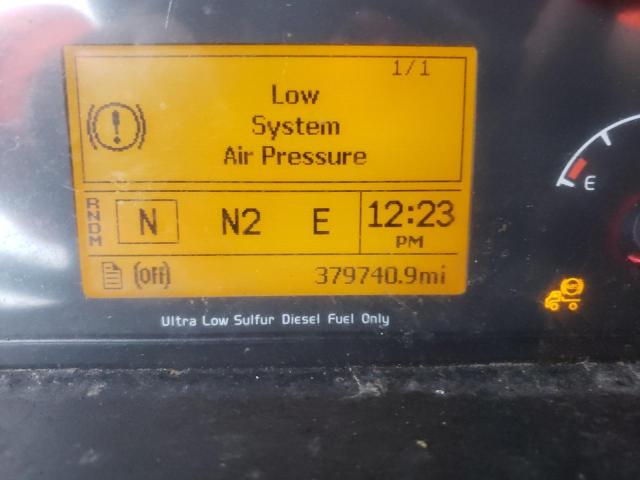 1/1
Low
System
Air Pressure
RNDM
N N2 E 12:23
PM
(Off) 379740.9mi
Ultra Low Sulfur Diesel Fuel Only
E